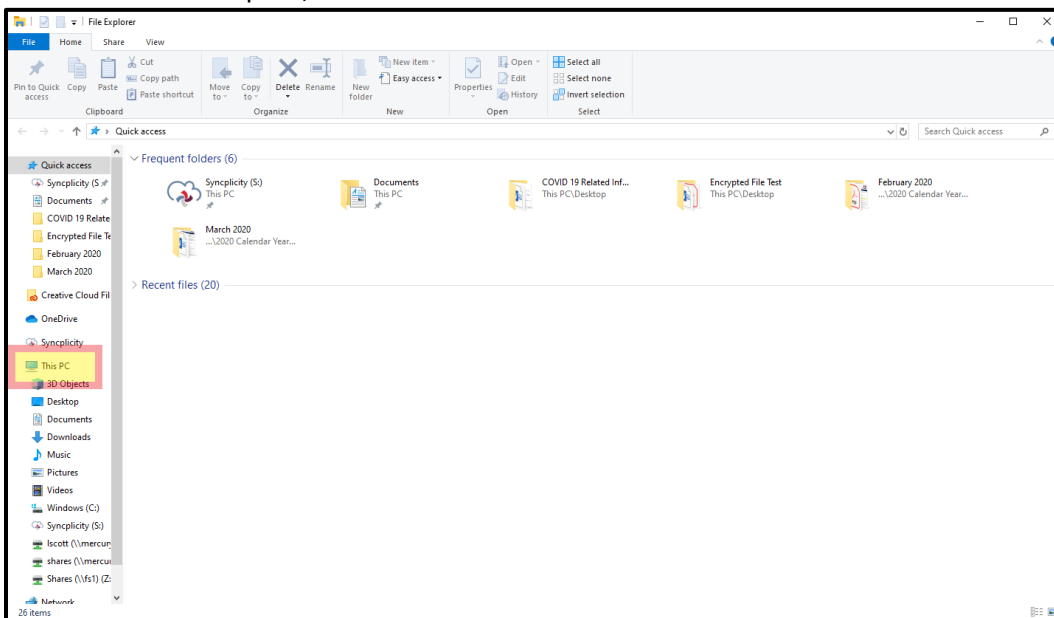 File Explorer
File Home Share View
Pin to Quick access
Copy
Paste
Cut
Copy path
Paste shortcut
Clipboard
Move to
Copy to
Delete
Rename
Organize
New folder
New item
Easy access
New
Properties
Open
Edit
History
Open
Select all
Select none
Invert selection
Select
Quick access
Search Quick access
Quick access
Syncplicity (S
Documents
COVID 19 Relate
Encrypted File Te
February 2020
March 2020
Creative Cloud Fil
OneDrive
Syncplicity
This PC
3D Objects
Desktop
Documents
Downloads
Music
Pictures
Videos
Windows (C:)
Syncplicity (S:)
lscott (\\mercury
shares (\\mercu
Shares (\\fs1) (Z:
Network
Frequent folders (6)
Syncplicity (S:)
This PC
Documents
This PC
COVID 19 Related Inf...
This PC\Desktop
Encrypted File Test
This PC\Desktop
February 2020
...\2020 Calendar Year...
March 2020
...\2020 Calendar Year...
Recent files (20)
26 items